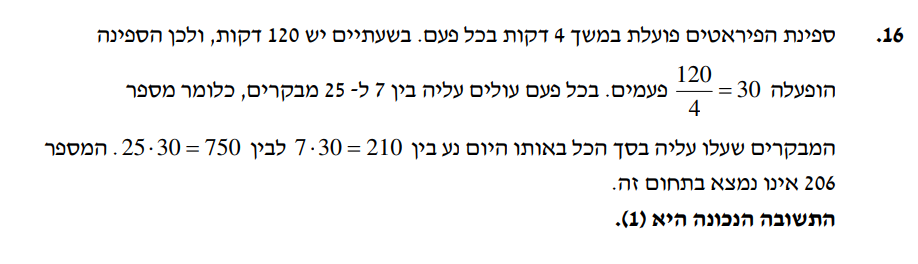 16. ספינת הפיראטים פועלת במשך 4 דקות בכל פעם. בשעתיים יש 120 דקות, ולכן הספינה
הופעלה 120/4 = 30 פעמים. בכל פעם עולים עליה בין 7 ל- 25 מבקרים, כלומר מספר
המבקרים שעלו עליה בסך הכל באותו היום נע בין 7·30 = 210 לבין 25·30 = 750. המספר
206 אינו נמצא בתחום זה.
התשובה הנכונה היא (1).